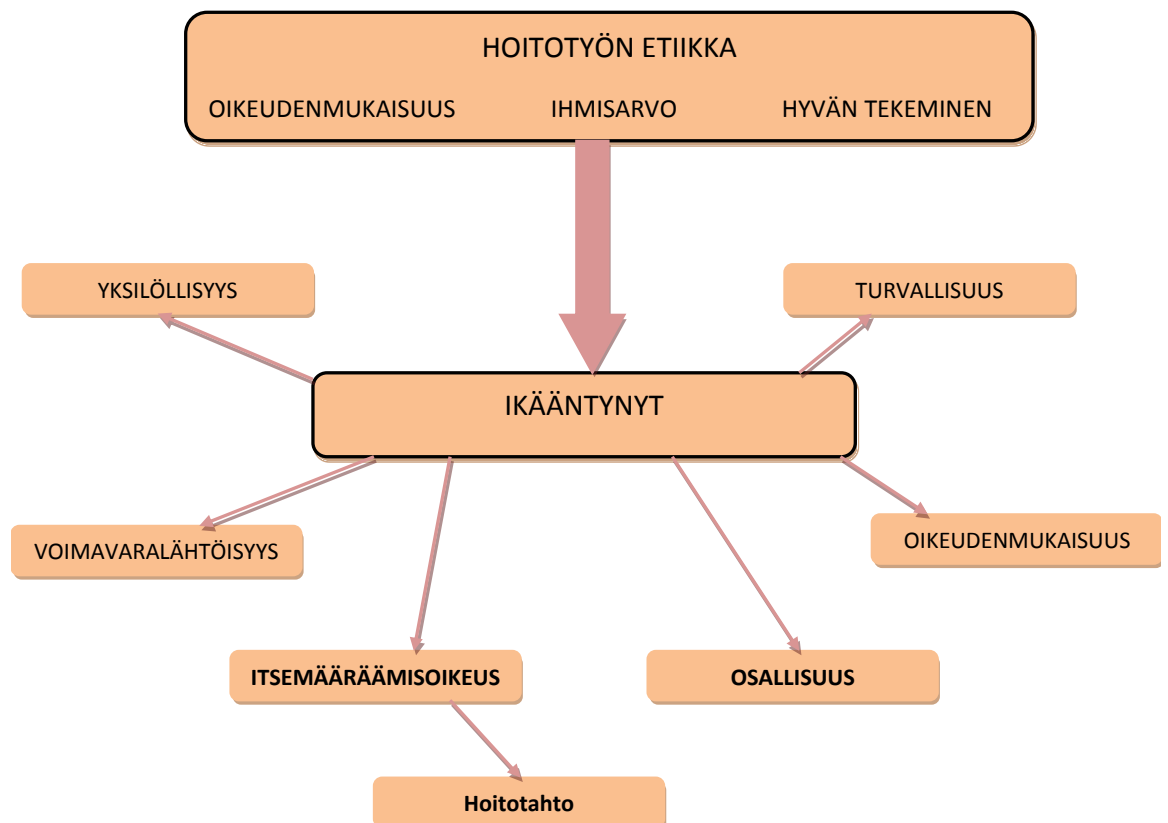 HOITOTYÖN ETIIKKA
OIKEUDENMUKAISUUS IHMISARVO HYVÄN TEKEMINEN
YKSILÖLLISYYS
TURVALLISUUS
IKÄÄNTYNYT
VOIMAVARALÄHTÖISYYS
OIKEUDENMUKAISUUS
ITSEMÄÄRÄÄMISOIKEUS
OSALLISUUS
Hoitotahto